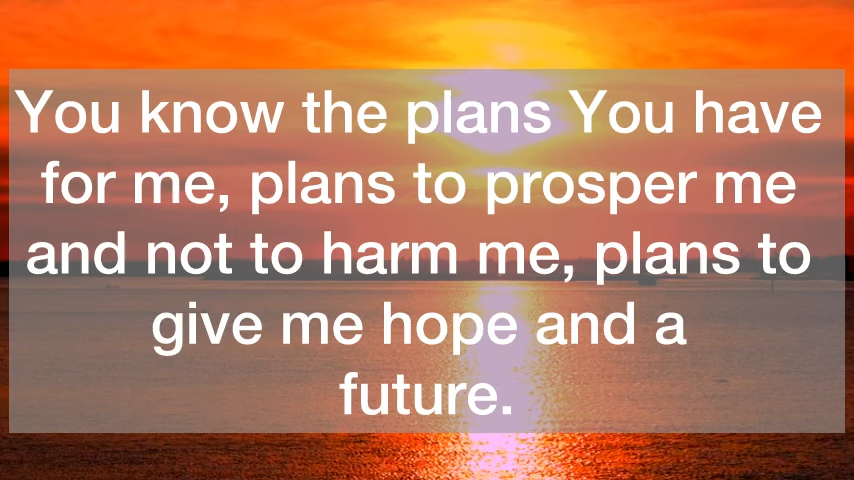 You know the plans You have
for me, plans to prosper me
and not to harm me, plans to
give me hope and a
future.